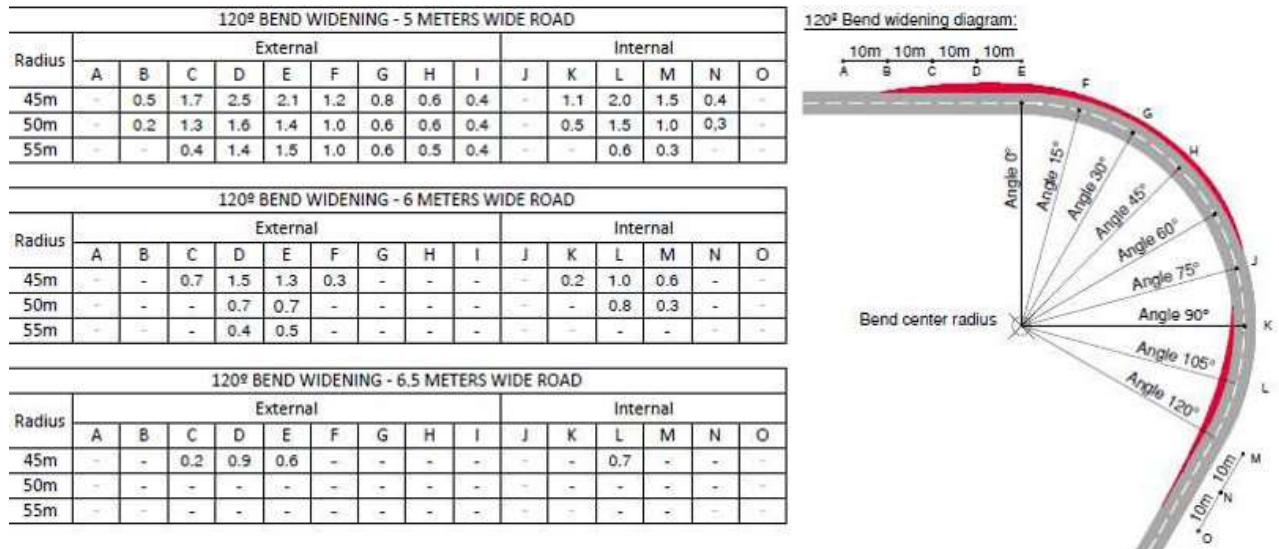 120º BEND WIDENING - 5 METERS WIDE ROAD
Radius External Internal
A B C D E F G H I J K L M N O
45m - 0.5 1.7 2.5 2.1 1.2 0.8 0.6 0.4 - 1.1 2.0 1.5 0.4 -
50m - 0.2 1.3 1.6 1.4 1.0 0.6 0.6 0.4 - 0.5 1.5 1.0 0,3 -
55m - - 0.4 1.4 1.5 1.0 0.6 0.5 0.4 - - 0.6 0.3 - -
120º BEND WIDENING - 6 METERS WIDE ROAD
Radius External Internal
A B C D E F G H I J K L M N O
45m - - 0.7 1.5 1.3 0.3 - - - - 0.2 1.0 0.6 - -
50m - - - 0.7 0.7 - - - - - - 0.8 0.3 - -
55m - - - 0.4 0.5 - - - - - - - - - -
120º BEND WIDENING - 6.5 METERS WIDE ROAD
Radius External Internal
A B C D E F G H I J K L M N O
45m - - 0.2 0.9 0.6 - - - - - - 0.7 - - -
50m - - - - - - - - - - - - - - -
55m - - - - - - - - - - - - - - -
120º Bend widening diagram:
10m 10m 10m 10m
A B C D E
F
G
H
J
K
L
M
N
O
Angle 0°
Angle 15°
Angle 30°
Angle 45°
Angle 60°
Angle 75°
Angle 90°
Angle 105°
Angle 120°
Bend center radius
10m 10m